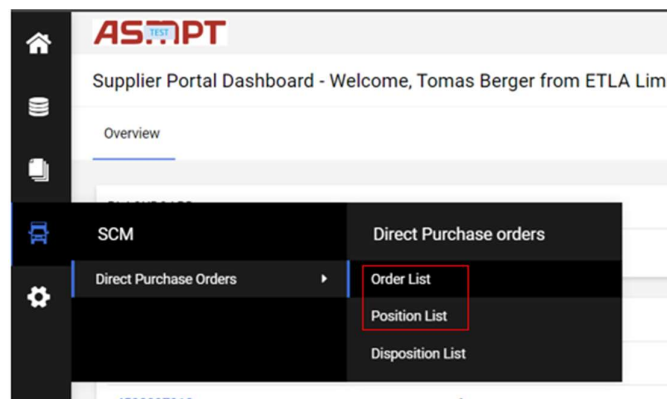 ASMPT
TEST
Supplier Portal Dashboard - Welcome, Tomas Berger from ETLA Lim
Overview
SCM
Direct Purchase orders
Direct Purchase Orders
Order List
Position List
Disposition List